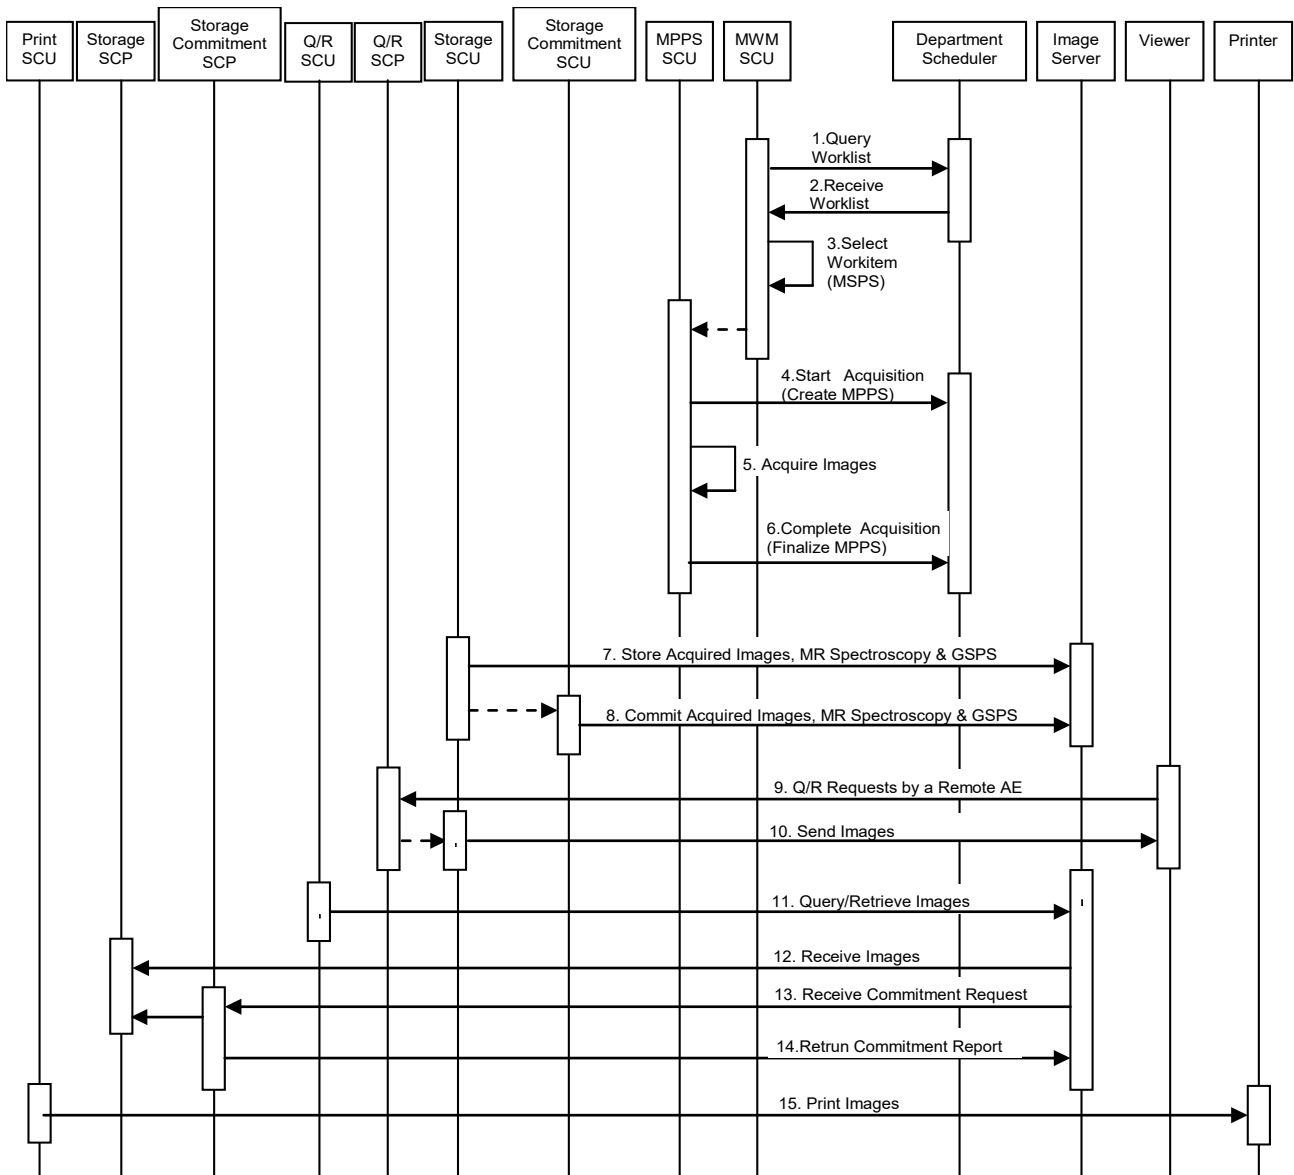 Print
SCU
Storage
SCP
Storage
Commitment
SCP
Q/R
SCU
Q/R
SCP
Storage
SCU
Storage
Commitment
SCU
MPPS
SCU
MWM
SCU
Department
Scheduler
Image
Server
Viewer
Printer
1.Query
Worklist
2.Receive
Worklist
3.Select
Workitem
(MSPS)
4.Start Acquisition
(Create MPPS)
5. Acquire Images
6.Complete Acquisition
(Finalize MPPS)
7. Store Acquired Images, MR Spectroscopy & GSPS
8. Commit Acquired Images, MR Spectroscopy & GSPS
9. Q/R Requests by a Remote AE
10. Send Images
11. Query/Retrieve Images
12. Receive Images
13. Receive Commitment Request
14.Retrun Commitment Report
15. Print Images